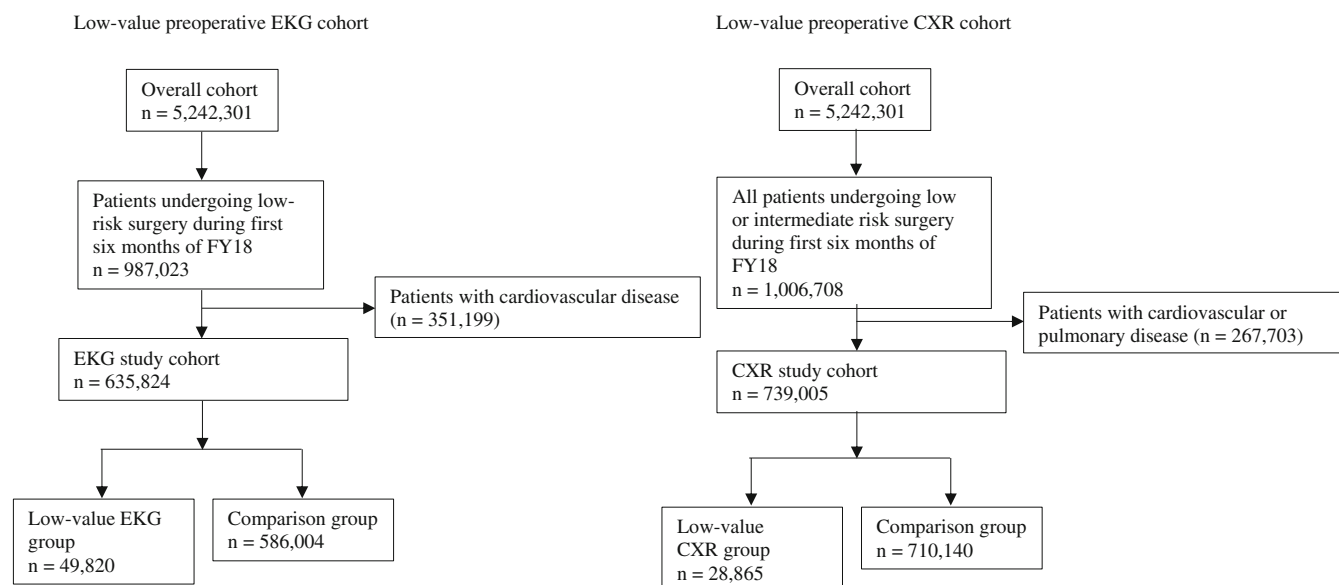 Low-value preoperative EKG cohort
Overall cohort
n = 5,242,301
Patients undergoing low-
risk surgery during first
six months of FY18
n = 987,023
Patients with cardiovascular disease
(n = 351,199)
EKG study cohort
n = 635,824
Low-value EKG
group
n = 49,820
Comparison group
n = 586,004
Low-value preoperative CXR cohort
Overall cohort
n = 5,242,301
All patients undergoing low
or intermediate risk surgery
during first six months of
FY18
n = 1,006,708
Patients with cardiovascular or
pulmonary disease (n = 267,703)
CXR study cohort
n = 739,005
Low-value
CXR group
n = 28,865
Comparison group
n = 710,140